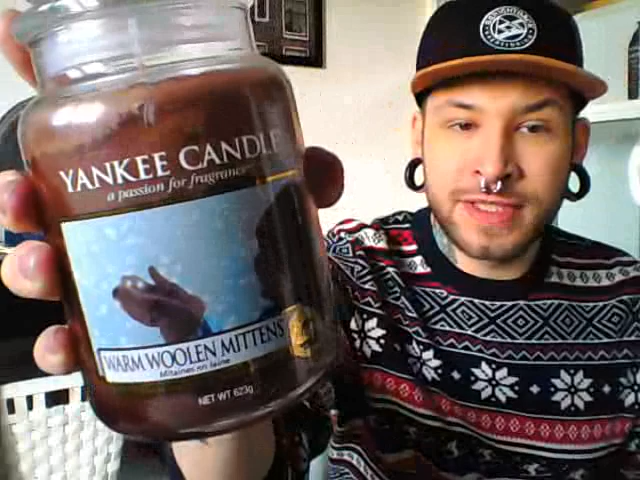 YANKEE CANDLE
a passion for fragrance
WARM WOOLEN MITTENS
Mitaines en laine
NET WT 623g